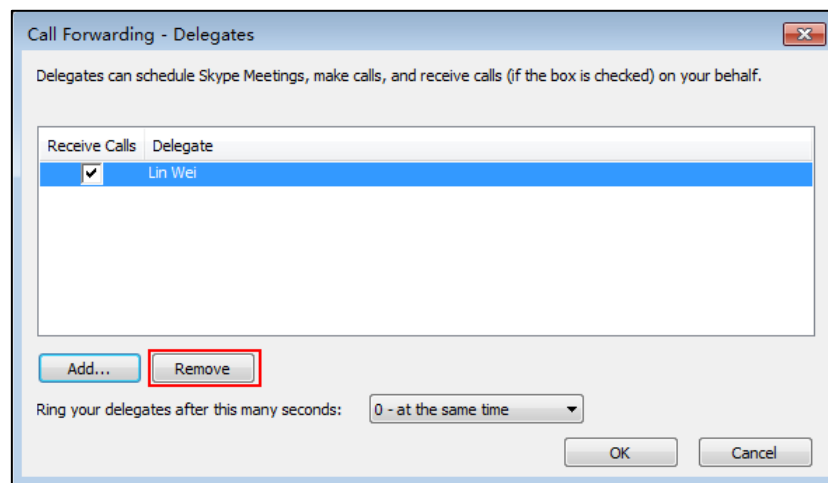 Call Forwarding - Delegates
Delegates can schedule Skype Meetings, make calls, and receive calls (if the box is checked) on your behalf.
Receive Calls Delegate
Lin Wei
Add... Remove
Ring your delegates after this many seconds: 0 - at the same time
OK Cancel